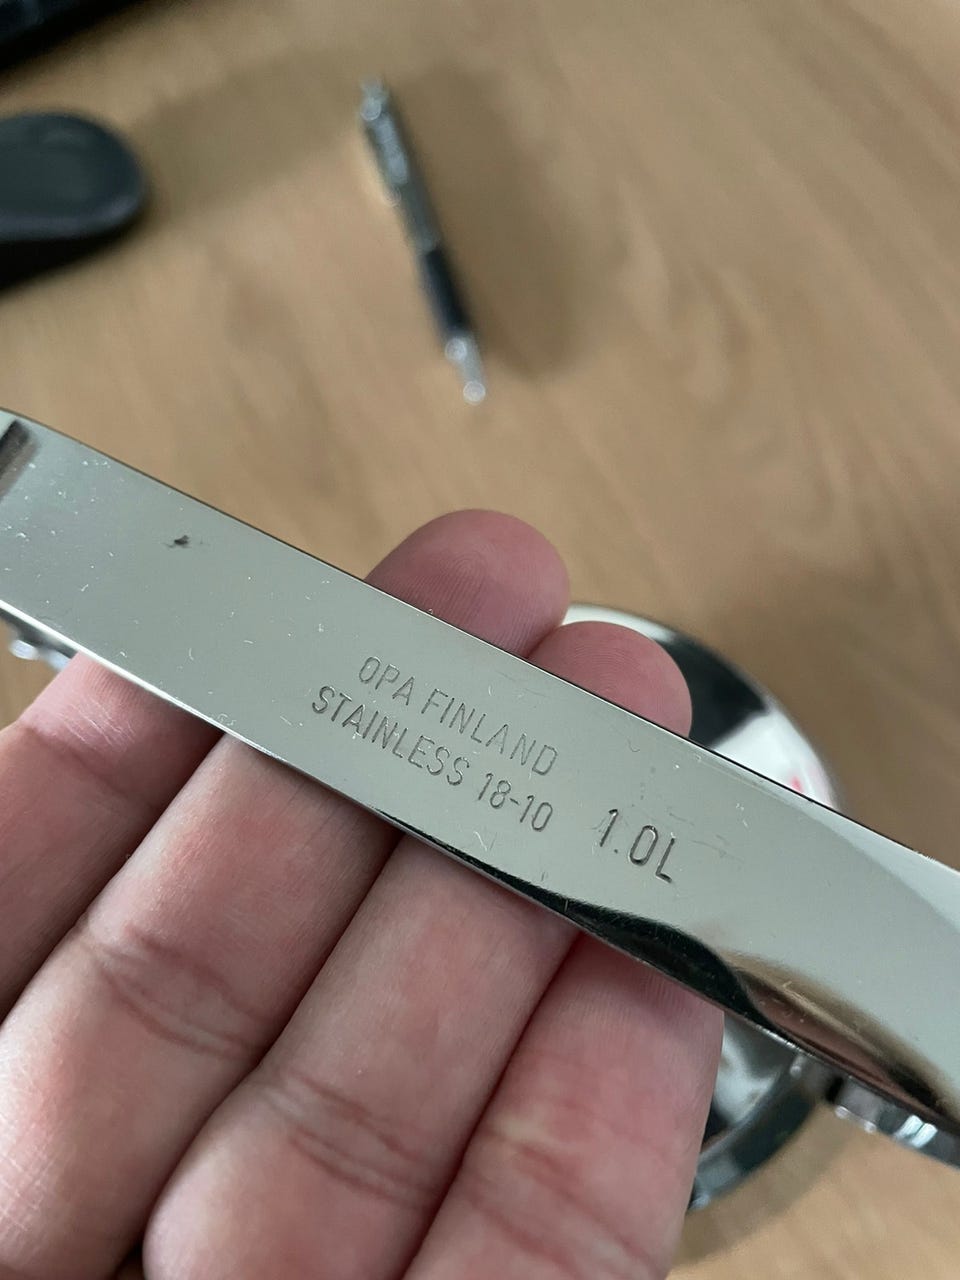 OPA FINLAND
STAINLESS 18-10
1.0L